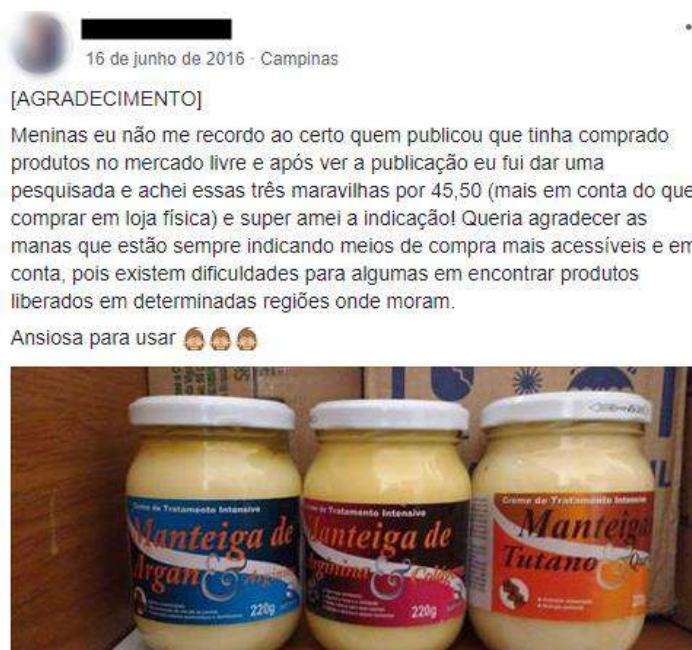 16 de junho de 2016 · Campinas
[AGRADECIMENTO]
Meninas eu não me recordo ao certo quem publicou que tinha comprado
produtos no mercado livre e após ver a publicação eu fui dar uma
pesquisada e achei essas três maravilhas por 45,50 (mais em conta do que
comprar em loja física) e super amei a indicação! Queria agradecer as
manas que estão sempre indicando meios de compra mais acessíveis e em
conta, pois existem dificuldades para algumas em encontrar produtos
liberados em determinadas regiões onde moram.
Ansiosa para usar
Creme de Tratamento Intensivo
Manteiga de
Argan &
220g
Creme de Tratamento Intensivo
Manteiga de
Arginina &
220g
Creme de Tratamento Intensivo
Manteiga
Tutano &